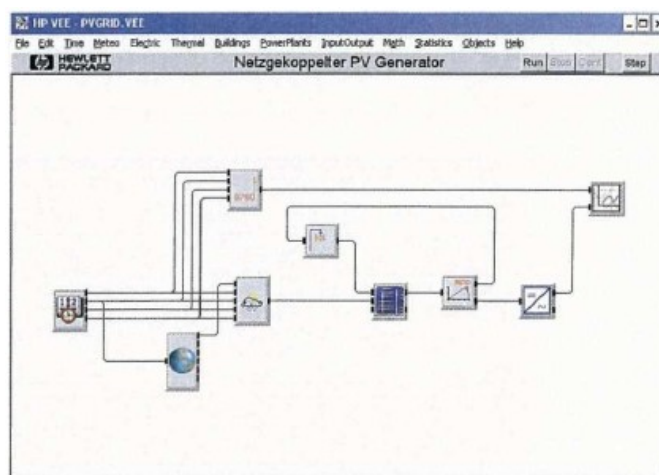 HP VEE - PVGRID.VEE
File Edit Time Meteo Electric Thermal Buildings PowerPlants InputOutput Math Statistics Objects Help
hp HEWLETT PACKARD Netzgekoppelter PV Generator Run Stop Cont Step